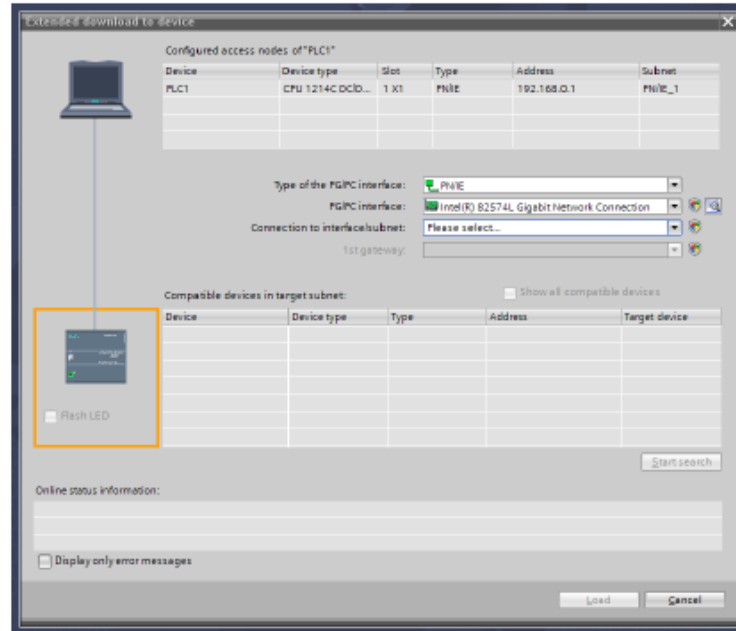 Extended download to device
Configured access nodes of "PLC1"
Device Device type Slot Type Address Subnet
PLC1 CPU 1214C DC/D... 1 X1 PN/IE 192.168.0.1 PN/IE_1
Type of the PG/PC interface: PN/IE
PG/PC interface: Intel(R) 82574L Gigabit Network Connection
Connection to interface/subnet: Please select...
1st gateway:
Compatible devices in target subnet: Show all compatible devices
Device Device type Type Address Target device
Flash LED
Start search
Online status information:
Display only error messages
Load Cancel